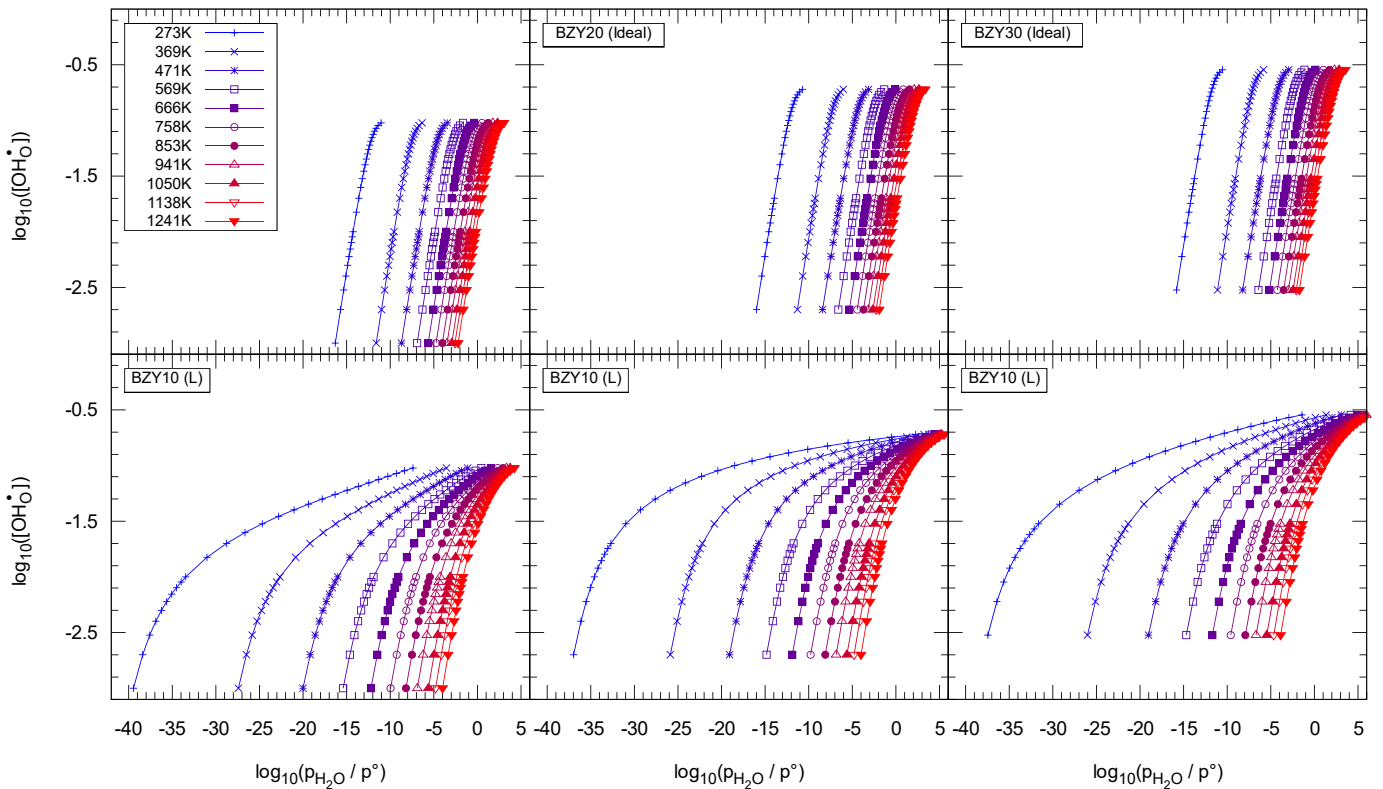 273K
369K
471K
569K
666K
758K
853K
941K
1050K
1138K
1241K
BZY20 (Ideal)
BZY30 (Ideal)
-0.5
-1.5
-2.5
log10([OH•O])
BZY10 (L)
BZY10 (L)
BZY10 (L)
-0.5
-1.5
-2.5
log10([OH•O])
-40 -35 -30 -25 -20 -15 -10 -5 0 5
-40 -35 -30 -25 -20 -15 -10 -5 0 5
-40 -35 -30 -25 -20 -15 -10 -5 0 5
log10(pH2O / p°)
log10(pH2O / p°)
log10(pH2O / p°)